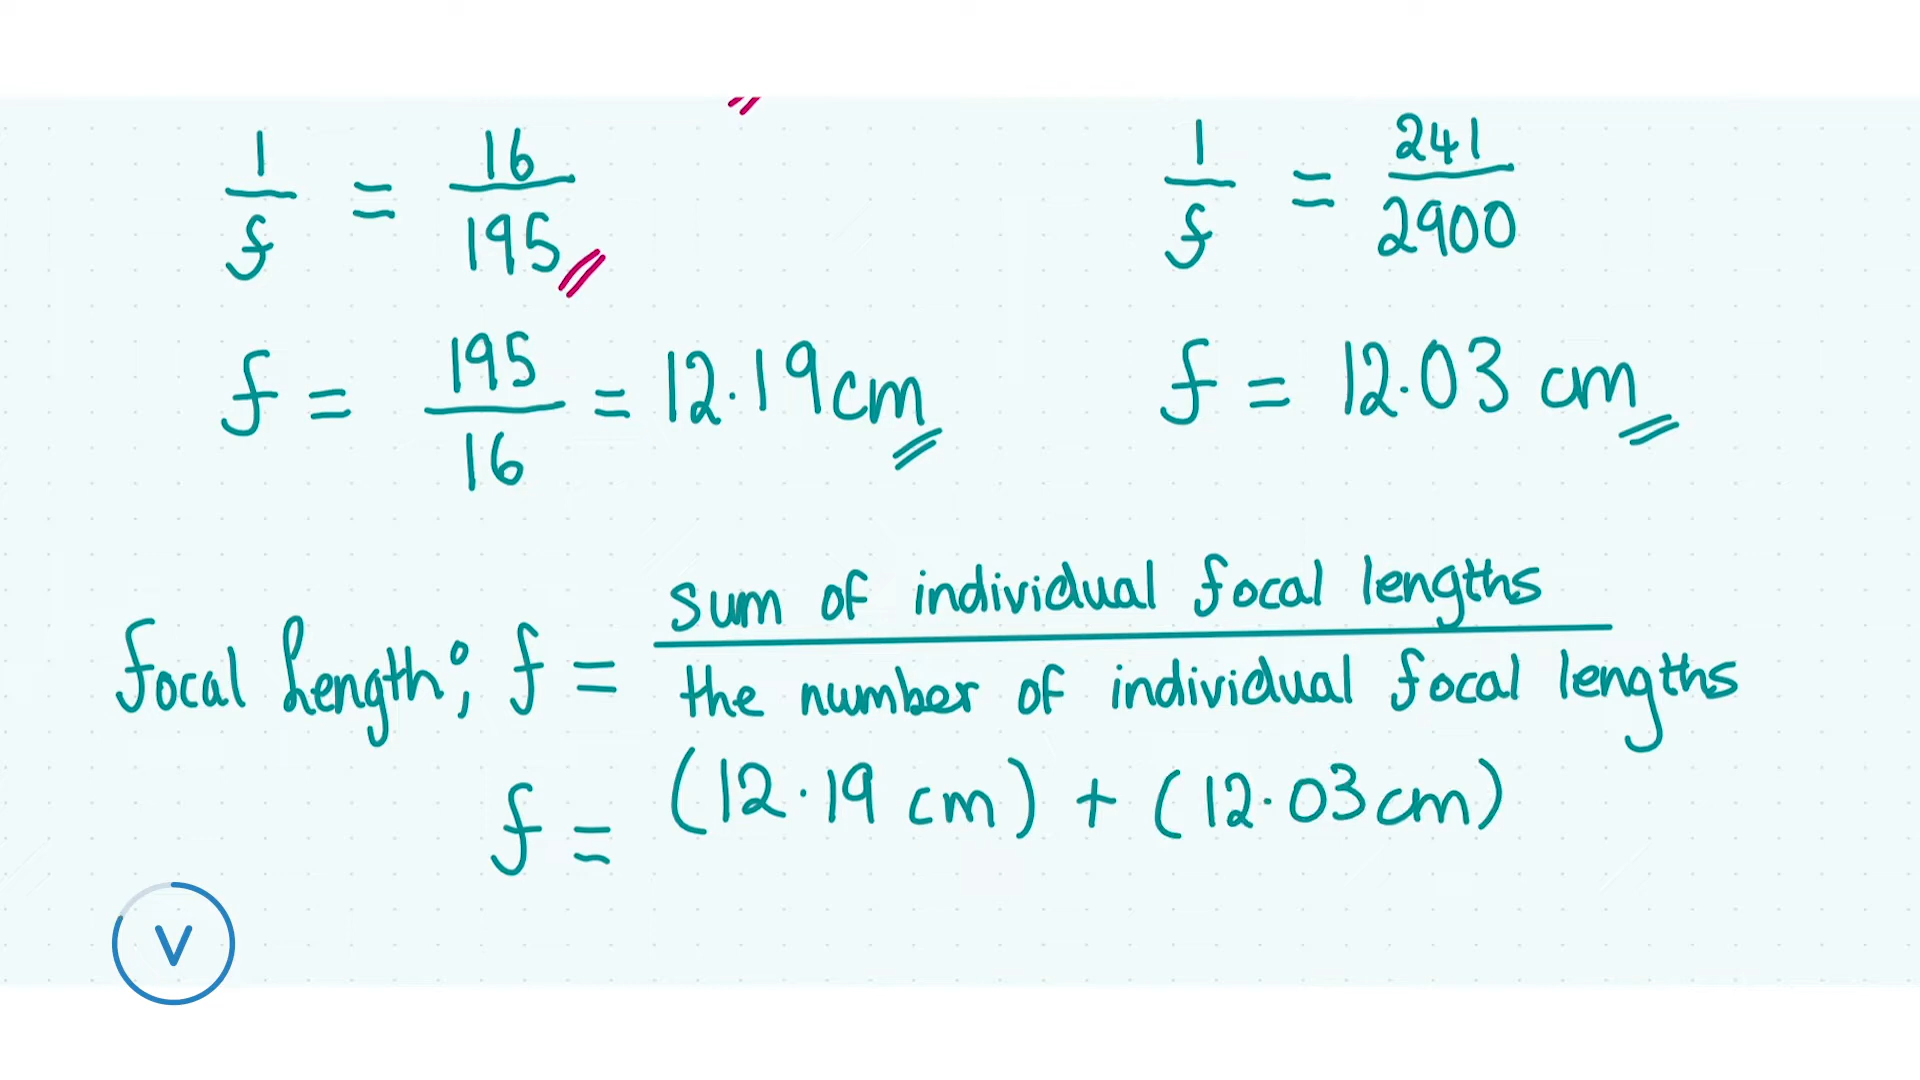 1/f = 16/195
f = 195/16 = 12.19cm
1/f = 241/2900
f = 12.03 cm
focal length; f = sum of individual focal lengths / the number of individual focal lengths
f = (12.19 cm) + (12.03cm)
V